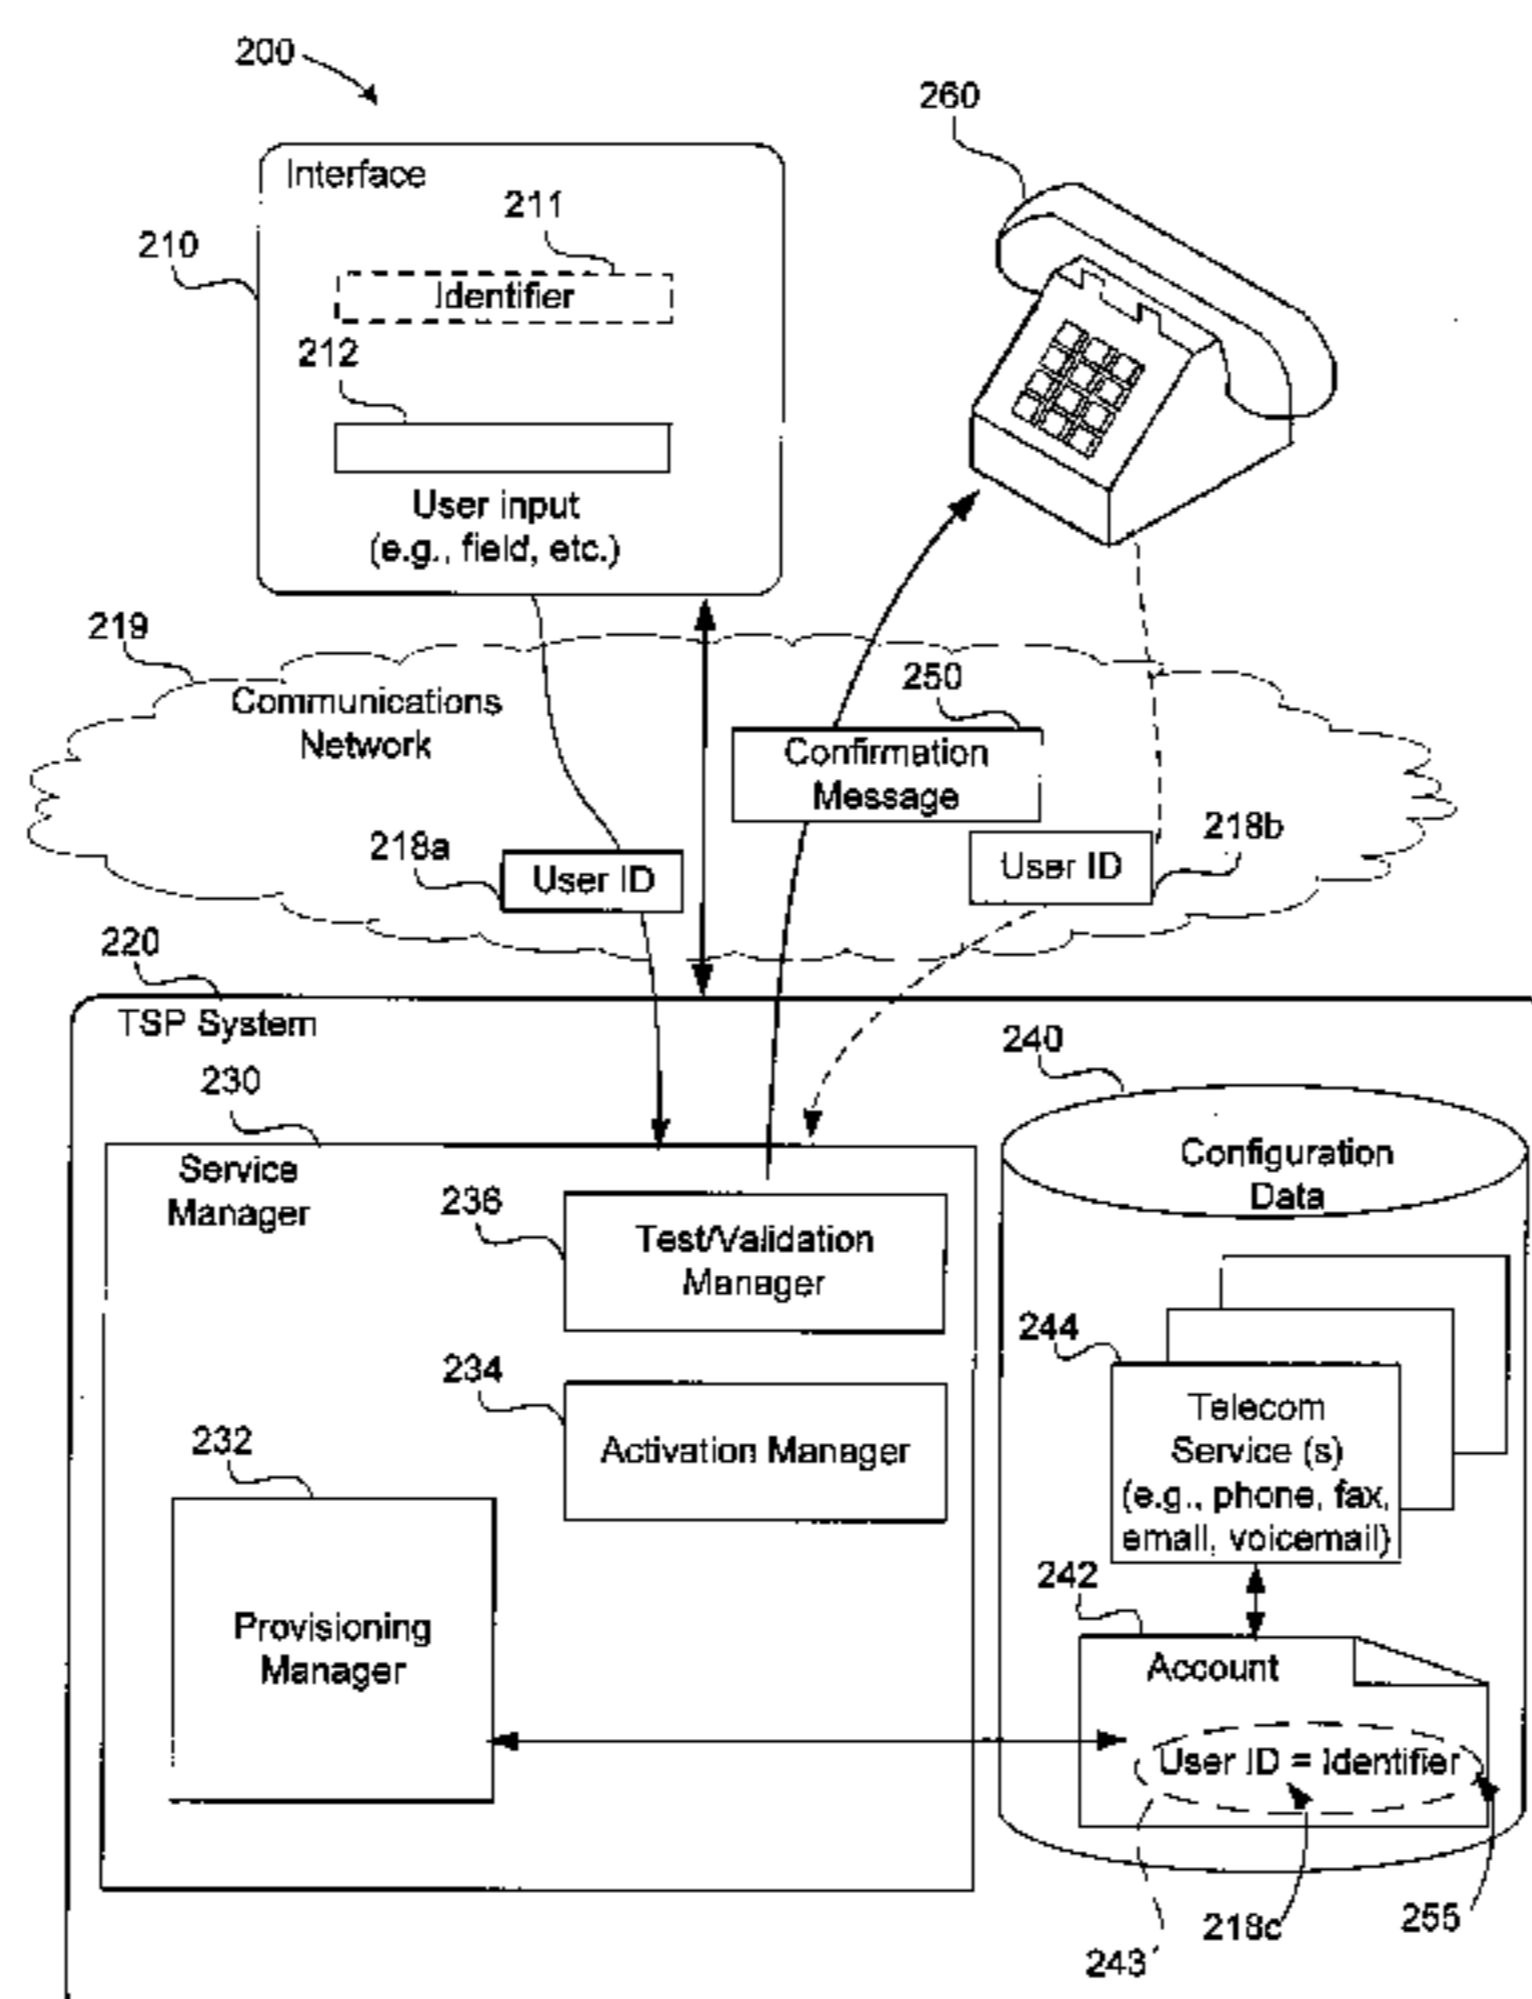 200
260
Interface
211
210
Identifier
212
User input
(e.g., field, etc.)
219
Communications
Network
250
Confirmation
Message
218a
User ID
218b
User ID
220
TSP System
240
230
Service
Manager
Configuration
Data
236
Test/Validation
Manager
244
234
Activation Manager
Telecom
Service (s)
(e.g., phone, fax,
email, voicemail)
232
242
Provisioning
Manager
Account
User ID = Identifier
218c
255
243